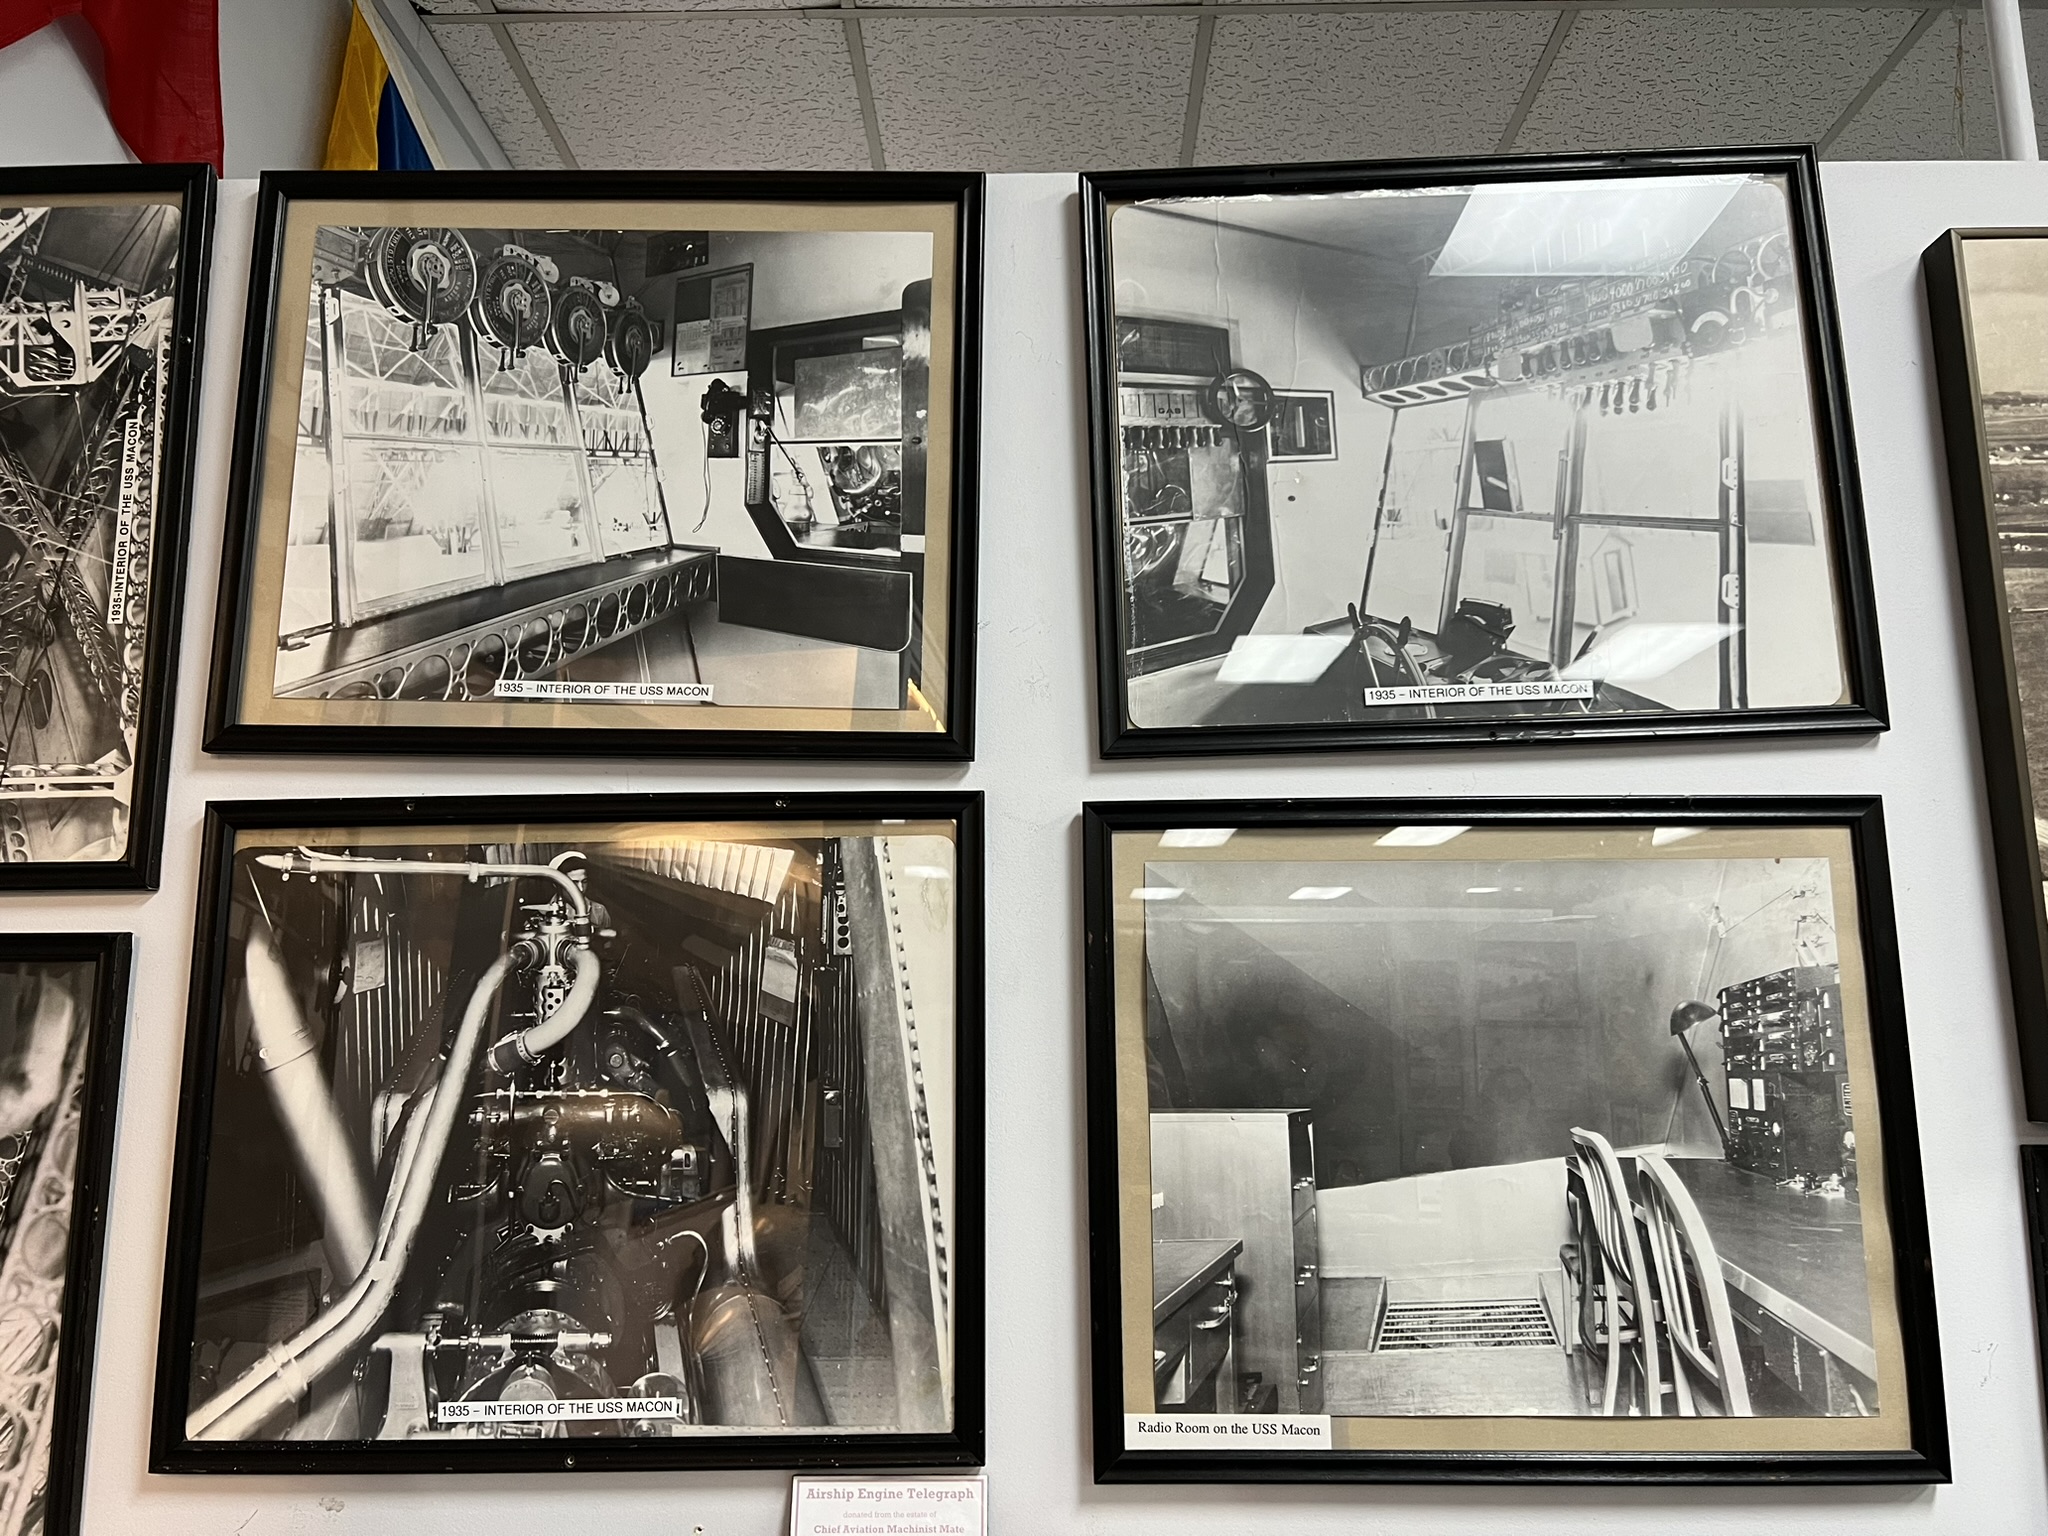 1935-INTERIOR OF THE USS MACON
1935 – INTERIOR OF THE USS MACON
GAS
1935 – INTERIOR OF THE USS MACON
1935 – INTERIOR OF THE USS MACON
Radio Room on the USS Macon
Airship Engine Telegraph
donated from the estate of
Chief Aviation Machinist Mate